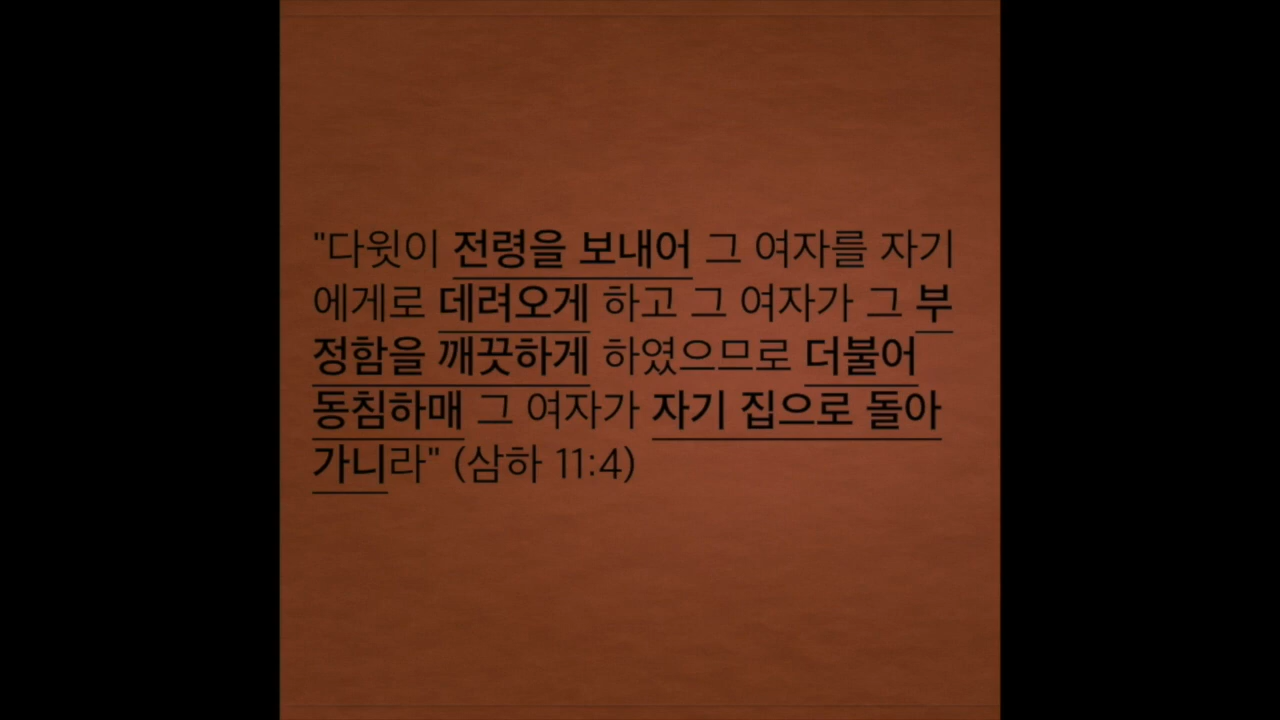 "다윗이 전령을 보내어 그 여자를 자기
에게로 데려오게 하고 그 여자가 그 부
정함을 깨끗하게 하였으므로 더불어
동침하매 그 여자가 자기 집으로 돌아
가니라" (삼하 11:4)